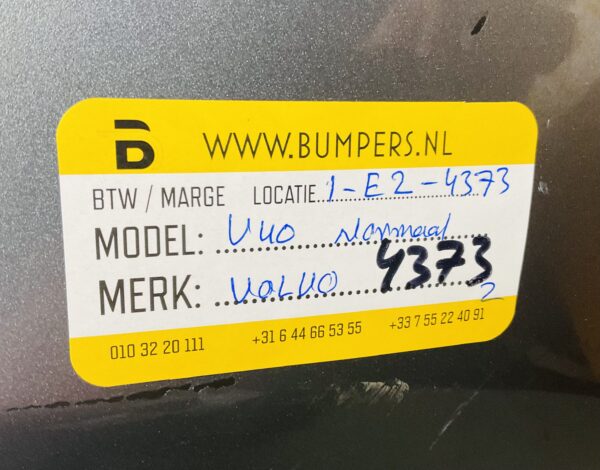 B WWW.BUMPERS.NL
BTW / MARGE LOCATIE 1-E2-4373
MODEL: V40 Normaal
MERK: VOLVO 4373
2
010 32 20 111 +31 6 44 66 53 55 +33 7 55 22 40 91